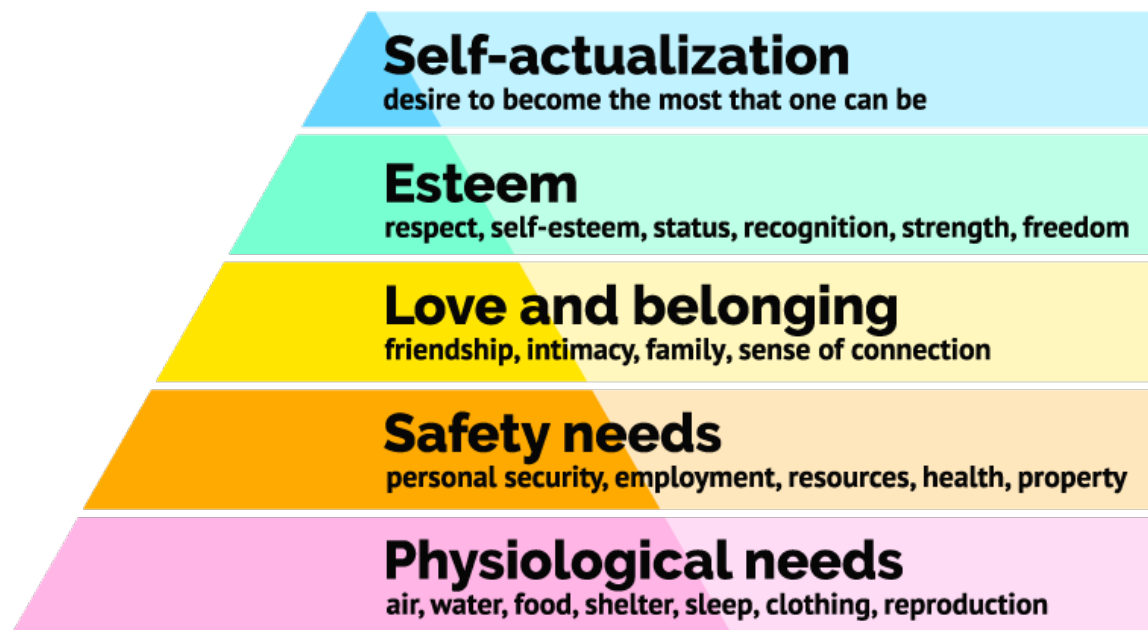 Self-actualization
desire to become the most that one can be
Esteem
respect, self-esteem, status, recognition, strength, freedom
Love and belonging
friendship, intimacy, family, sense of connection
Safety needs
personal security, employment, resources, health, property
Physiological needs
air, water, food, shelter, sleep, clothing, reproduction